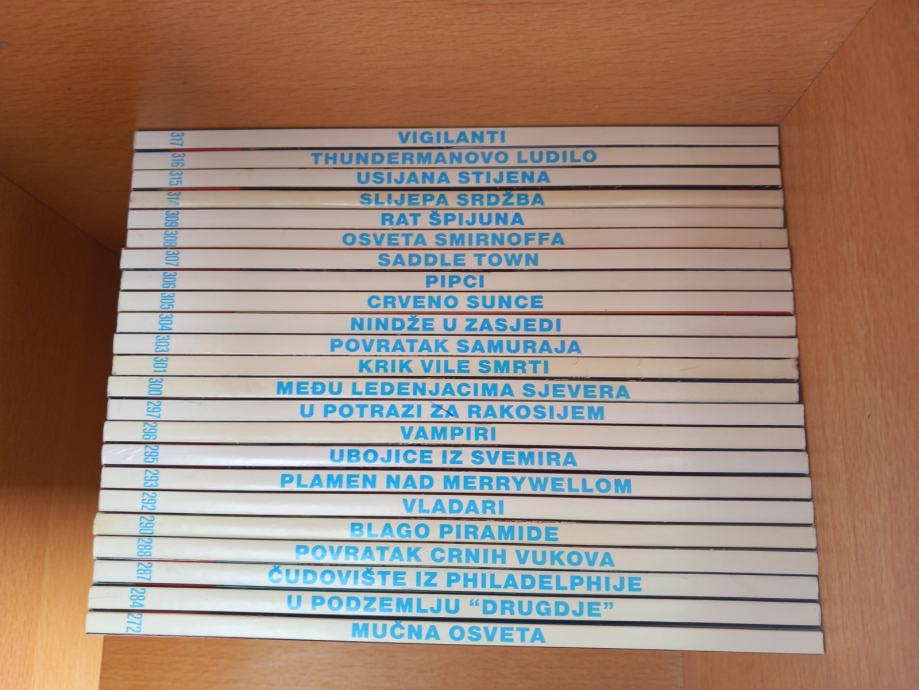 317 VIGILANTI
316 THUNDERMANOVO LUDILO
315 USIJANA STIJENA
314 SLIJEPA SRDŽBA
309 RAT ŠPIJUNA
308 OSVETA SMIRNOFFA
307 SADDLE TOWN
306 PIPCI
305 CRVENO SUNCE
304 NINDŽE U ZASJEDI
303 POVRATAK SAMURAJA
301 KRIK VILE SMRTI
300 MEĐU LEDENJACIMA SJEVERA
297 U POTRAZI ZA RAKOSIJEM
296 VAMPIRI
295 UBOJICE IZ SVEMIRA
293 PLAMEN NAD MERRYWELLOM
292 VLADARI
290 BLAGO PIRAMIDE
288 POVRATAK CRNIH VUKOVA
287 ČUDOVIŠTE IZ PHILADELPHIJE
284 U PODZEMLJU “DRUGDJE”
272 MUČNA OSVETA